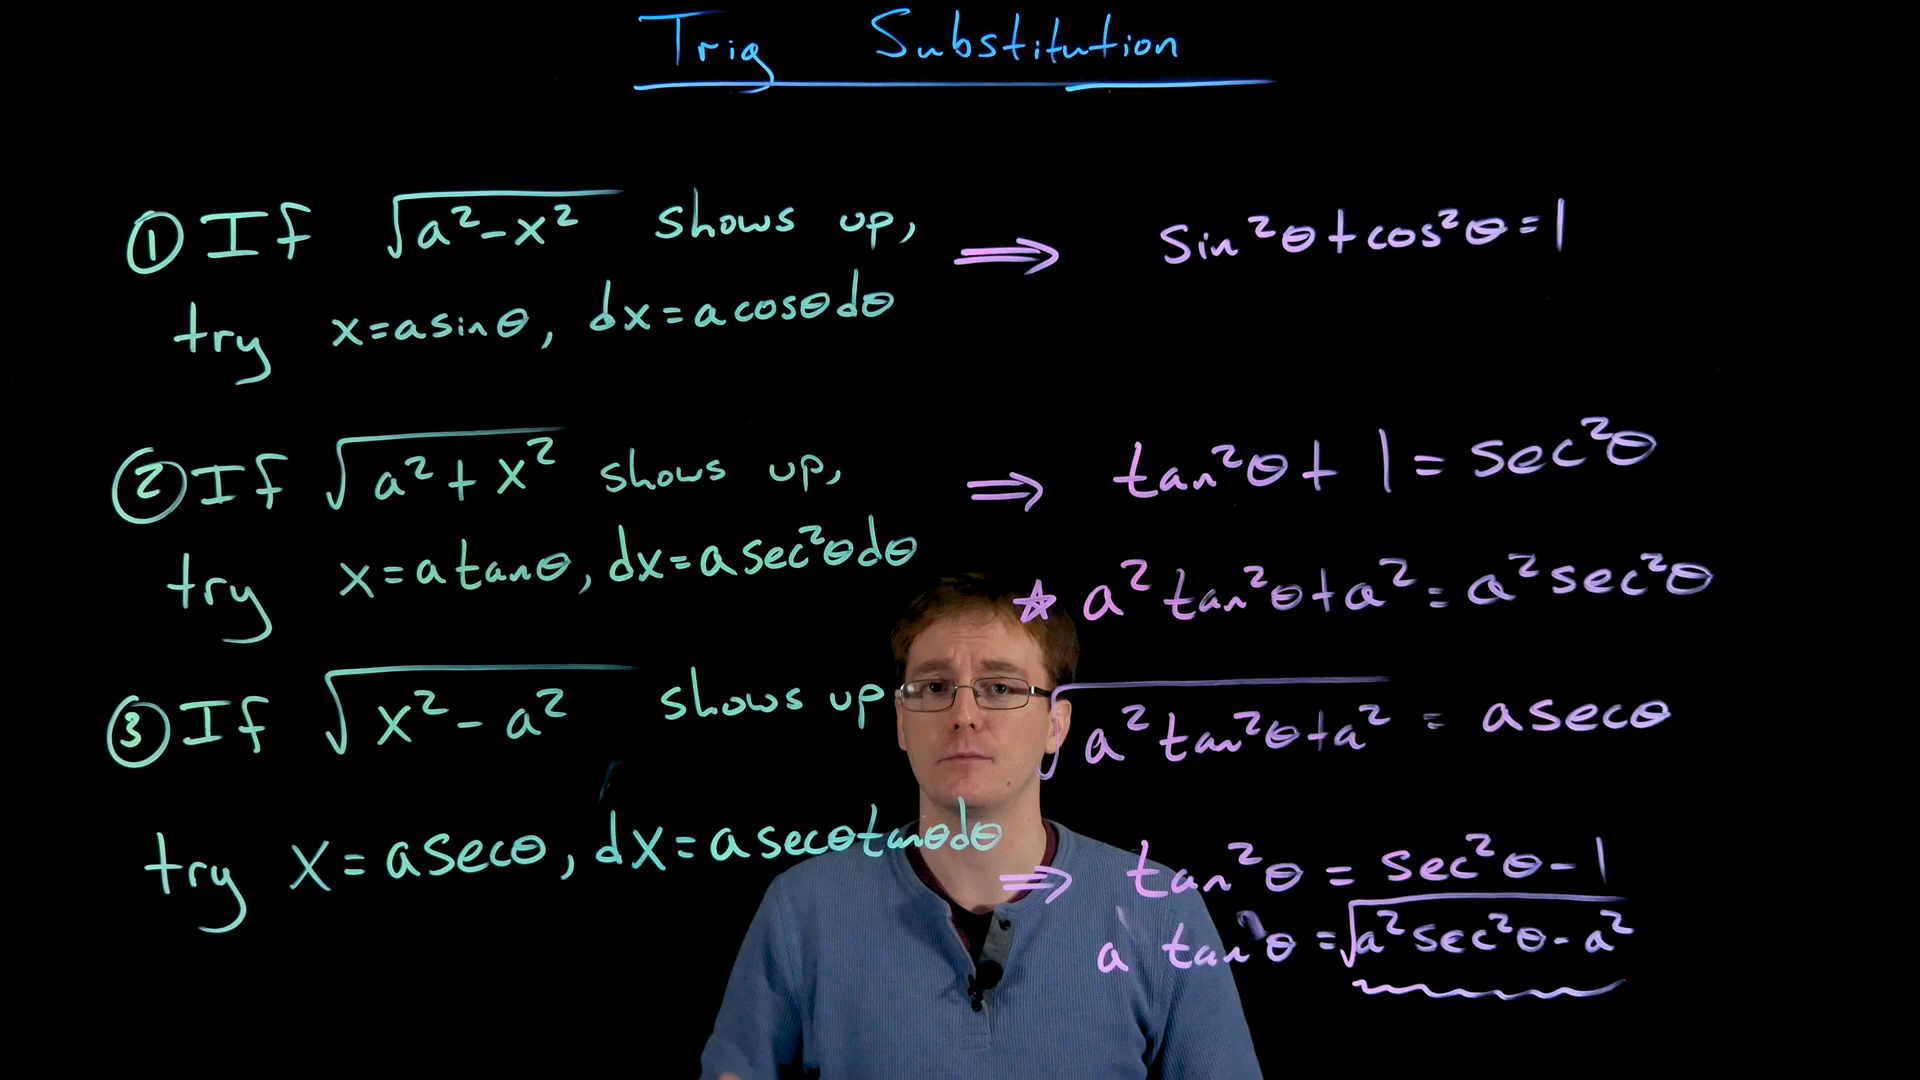 Trig Substitution
① If √(a²-x²) shows up, ⟹ sin²θ+cos²θ=1
try x=asinθ, dx=acosθdθ
② If √(a²+x²) shows up, ⟹ tan²θ+1=sec²θ
try x=atanθ, dx=asec²θdθ
☆ a²tan²θ+a²=a²sec²θ
③ If √(x²-a²) shows up
√(a²tan²θ+a²) = asecθ
try x=asecθ, dx=asecθtanθdθ
⟹ tan²θ=sec²θ-1
a tanθ=√(a²sec²θ-a²)